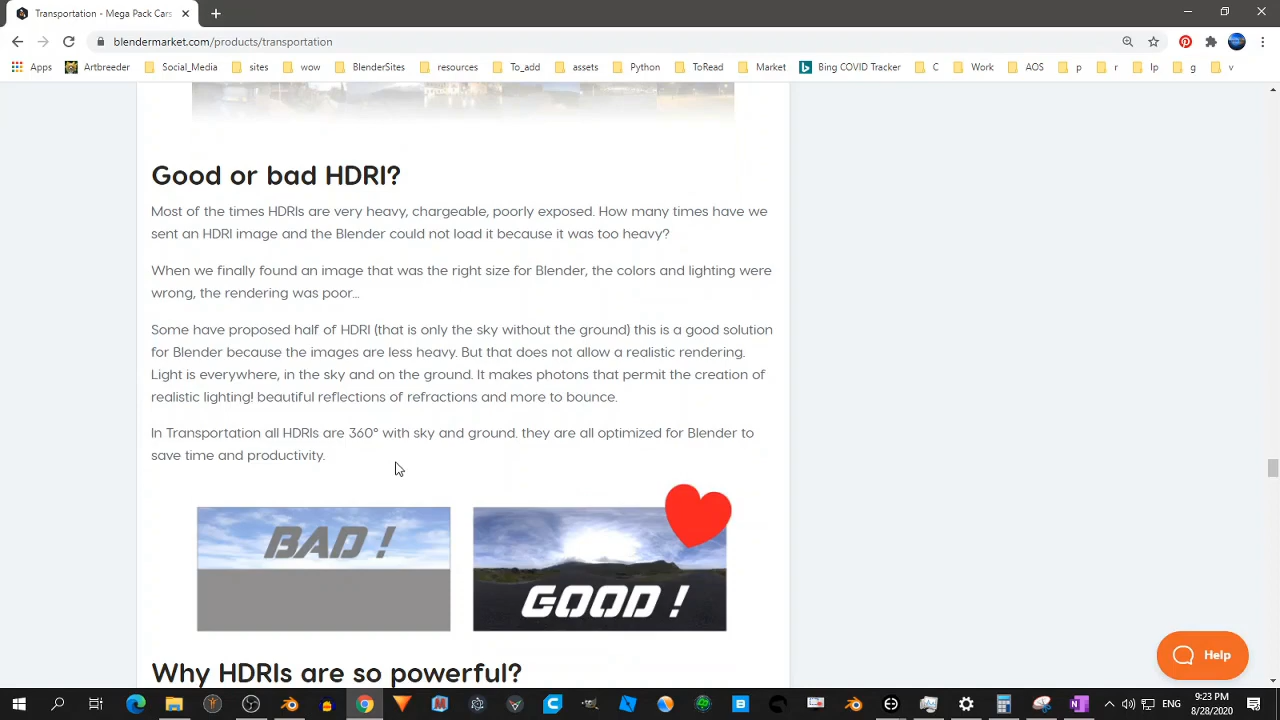 Transportation - Mega Pack Cars
blendermarket.com/products/transportation
Apps Artbreeder Social_Media sites wow BlenderSites resources To_add assets Python ToRead Market Bing COVID Tracker C Work AOS p r lp g v
Good or bad HDRI?
Most of the times HDRIs are very heavy, chargeable, poorly exposed. How many times have we
sent an HDRI image and the Blender could not load it because it was too heavy?
When we finally found an image that was the right size for Blender, the colors and lighting were
wrong, the rendering was poor...
Some have proposed half of HDRI (that is only the sky without the ground) this is a good solution
for Blender because the images are less heavy. But that does not allow a realistic rendering.
Light is everywhere, in the sky and on the ground. It makes photons that permit the creation of
realistic lighting! beautiful reflections of refractions and more to bounce.
In Transportation all HDRIs are 360° with sky and ground. they are all optimized for Blender to
save time and productivity.
BAD !
GOOD !
Why HDRIs are so powerful?
Help
ENG
9:23 PM
8/28/2020